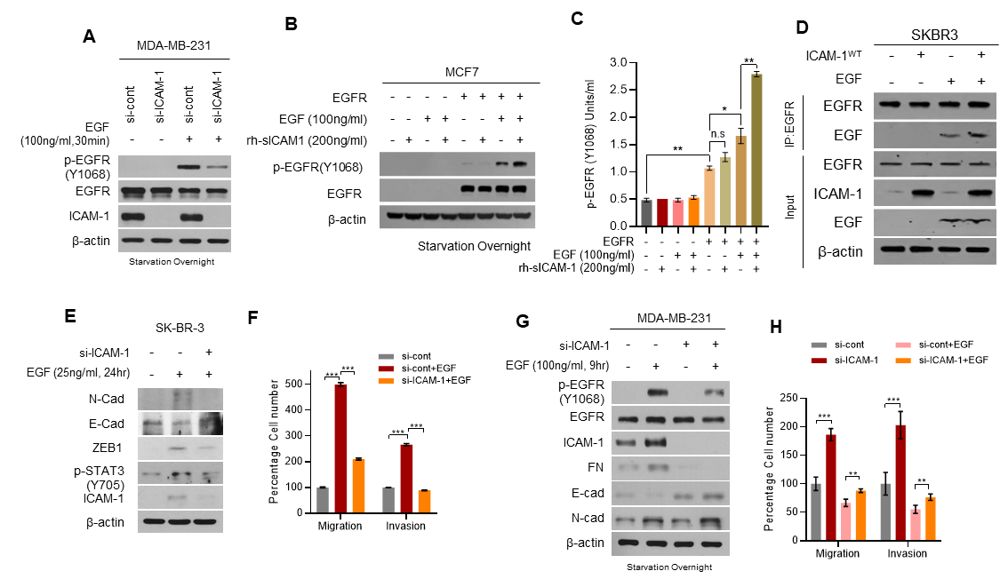 A
MDA-MB-231
si-cont
si-ICAM-1
si-cont
si-ICAM-1
EGF
(100ng/ml,30min) - - + +
p-EGFR
(Y1068)
EGFR
ICAM-1
β-actin
Starvation Overnight
B
MCF7
EGFR - - - - + + + +
EGF (100ng/ml) - - + + - - + +
rh-sICAM1 (200ng/ml) - + - + - + - +
p-EGFR(Y1068)
EGFR
β-actin
Starvation Overnight
C
p-EGFR (Y1068) Units/ml
3.0
2.5
2.0
1.5
1.0
0.5
0.0
**
n.s
*
**
EGFR - - - - + + + +
EGF (100ng/ml) - - + + - - + +
rh-sICAM-1 (200ng/ml) - + - + - + - +
D
SKBR3
ICAM-1WT - + - +
EGF - - + +
IP:EGFR
EGFR
EGF
Input
EGFR
ICAM-1
EGF
β-actin
E
SK-BR-3
si-ICAM-1 - - +
EGF (25ng/ml, 24hr) - + +
N-Cad
E-Cad
ZEB1
p-STAT3
(Y705)
ICAM-1
β-actin
F
si-cont
si-cont+EGF
si-ICAM-1+EGF
Percentage Cell number
500
400
300
200
100
0
*** ***
*** ***
Migration Invasion
G
MDA-MB-231
si-ICAM-1 - - + +
EGF (100ng/ml, 9hr) - + - +
p-EGFR
(Y1068)
EGFR
ICAM-1
FN
E-cad
N-cad
β-actin
Starvation Overnight
H
si-cont si-cont+EGF
si-ICAM-1 si-ICAM-1+EGF
Percentage Cell number
250
200
150
100
50
0
*** **
*** **
Migration Invasion